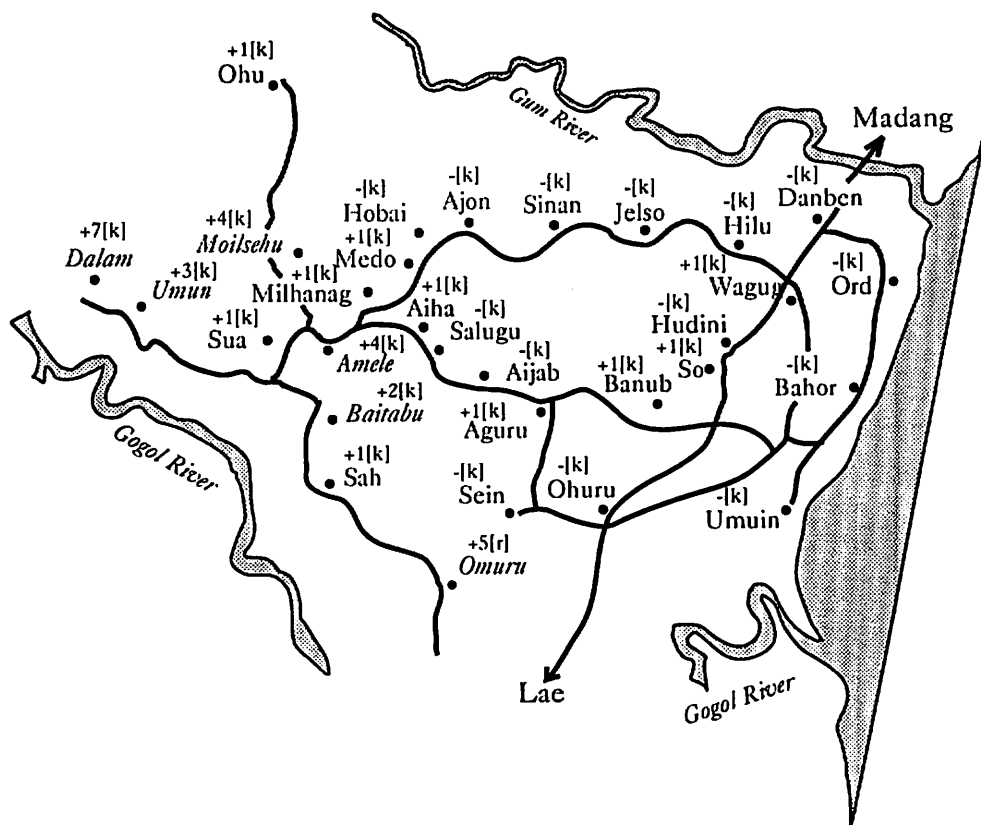 +1[k]
Ohu
Gum River
Madang
-[k]
Danben
-[k]
Hobai
-[k]
Ajon
-[k]
Sinan
-[k]
Jelso
-[k]
Hilu
+7[k]
Dalam
+4[k]
Moilsehu
+3[k]
Umun
+1[k]
Medo
+1[k]
Milhanag
+1[k]
Wagug
-[k]
Ord
+1[k]
Sua
+1[k]
Aiha
-[k]
Salugu
-[k]
Hudini
+4[k]
Amele
-[k]
Aijab
+1[k]
Banub
+1[k]
So
-[k]
Bahor
+2[k]
Baitabu
+1[k]
Aguru
Gogol River
+1[k]
Sah
-[k]
Sein
-[k]
Ohuru
-[k]
Umuin
+5[r]
Omuru
Lae
Gogol River